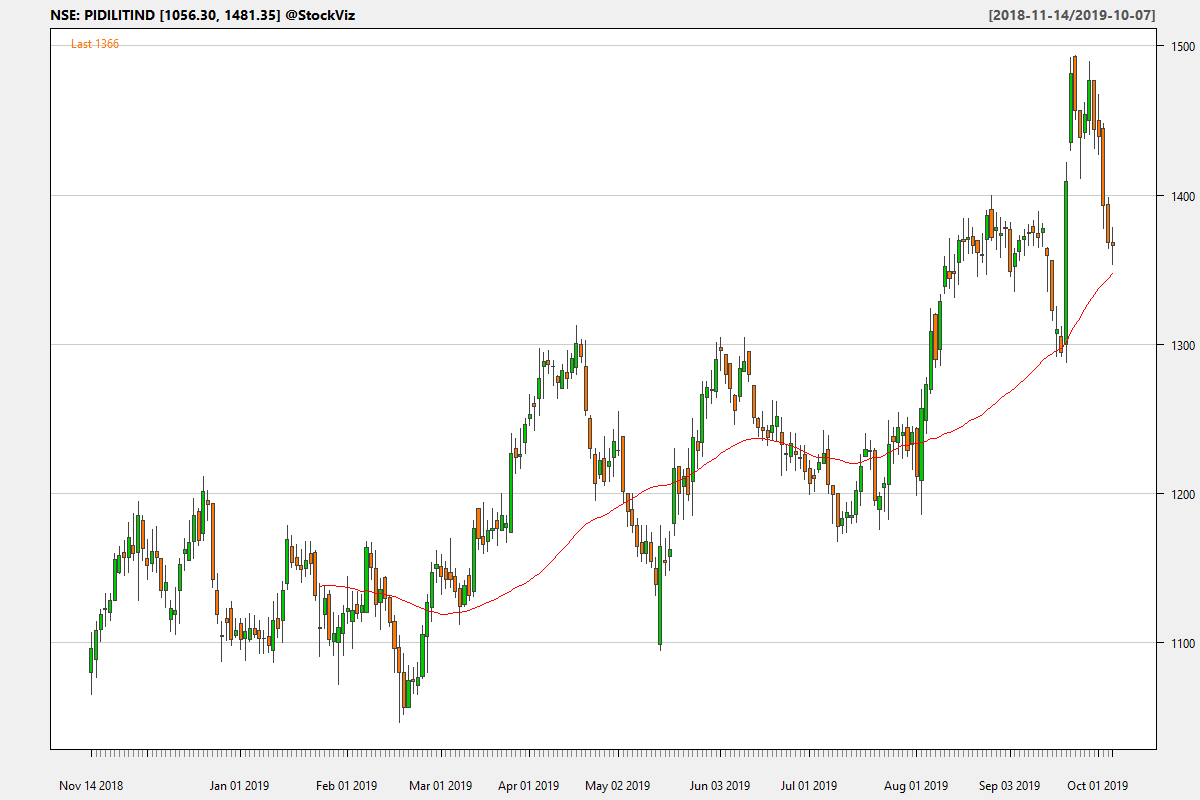 NSE: PIDILITIND [1056.30, 1481.35] @StockViz
[2018-11-14/2019-10-07]
Last 1366
1500
1400
1300
1200
1100
Nov 14 2018 Jan 01 2019 Feb 01 2019 Mar 01 2019 Apr 01 2019 May 02 2019 Jun 03 2019 Jul 01 2019 Aug 01 2019 Sep 03 2019 Oct 01 2019